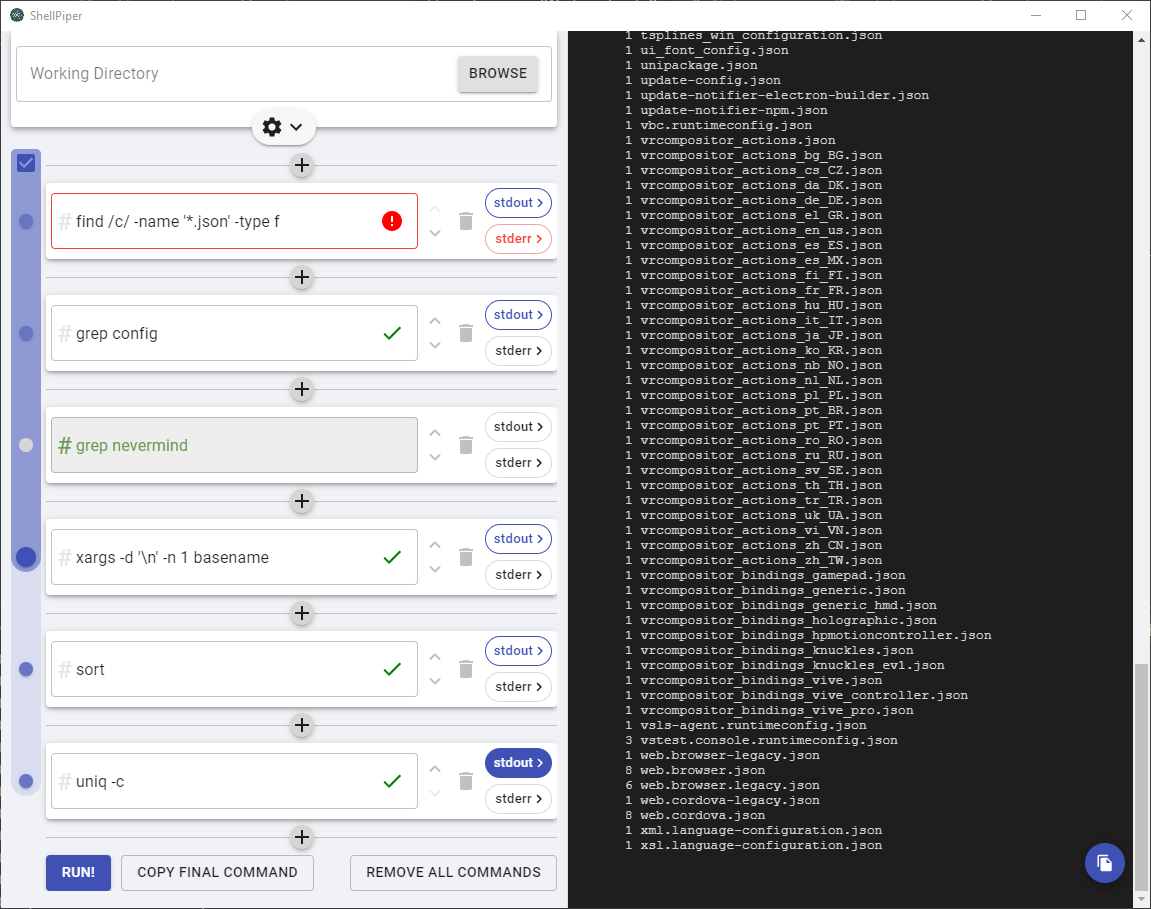 ShellPiper
Working Directory
BROWSE
# find /c/ -name '*.json' -type f
stdout
stderr
# grep config
stdout
stderr
# grep nevermind
stdout
stderr
# xargs -d '\n' -n 1 basename
stdout
stderr
# sort
stdout
stderr
# uniq -c
stdout
stderr
RUN!
COPY FINAL COMMAND
REMOVE ALL COMMANDS
1 tsplines_win_configuration.json
1 ui_font_config.json
1 unipackage.json
1 update-config.json
1 update-notifier-electron-builder.json
1 update-notifier-npm.json
1 vbc.runtimeconfig.json
1 vrcompositor_actions.json
1 vrcompositor_actions_bg_BG.json
1 vrcompositor_actions_cs_CZ.json
1 vrcompositor_actions_da_DK.json
1 vrcompositor_actions_de_DE.json
1 vrcompositor_actions_el_GR.json
1 vrcompositor_actions_en_us.json
1 vrcompositor_actions_es_ES.json
1 vrcompositor_actions_es_MX.json
1 vrcompositor_actions_fi_FI.json
1 vrcompositor_actions_fr_FR.json
1 vrcompositor_actions_hu_HU.json
1 vrcompositor_actions_it_IT.json
1 vrcompositor_actions_ja_JP.json
1 vrcompositor_actions_ko_KR.json
1 vrcompositor_actions_nb_NO.json
1 vrcompositor_actions_nl_NL.json
1 vrcompositor_actions_pl_PL.json
1 vrcompositor_actions_pt_BR.json
1 vrcompositor_actions_pt_PT.json
1 vrcompositor_actions_ro_RO.json
1 vrcompositor_actions_ru_RU.json
1 vrcompositor_actions_sv_SE.json
1 vrcompositor_actions_th_TH.json
1 vrcompositor_actions_tr_TR.json
1 vrcompositor_actions_uk_UA.json
1 vrcompositor_actions_vi_VN.json
1 vrcompositor_actions_zh_CN.json
1 vrcompositor_actions_zh_TW.json
1 vrcompositor_bindings_gamepad.json
1 vrcompositor_bindings_generic.json
1 vrcompositor_bindings_generic_hmd.json
1 vrcompositor_bindings_holographic.json
1 vrcompositor_bindings_hpmotioncontroller.json
1 vrcompositor_bindings_knuckles.json
1 vrcompositor_bindings_knuckles_ev1.json
1 vrcompositor_bindings_vive.json
1 vrcompositor_bindings_vive_controller.json
1 vrcompositor_bindings_vive_pro.json
1 vsls-agent.runtimeconfig.json
3 vstest.console.runtimeconfig.json
1 web.browser-legacy.json
8 web.browser.json
6 web.browser.legacy.json
1 web.cordova-legacy.json
8 web.cordova.json
1 xml.language-configuration.json
1 xsl.language-configuration.json